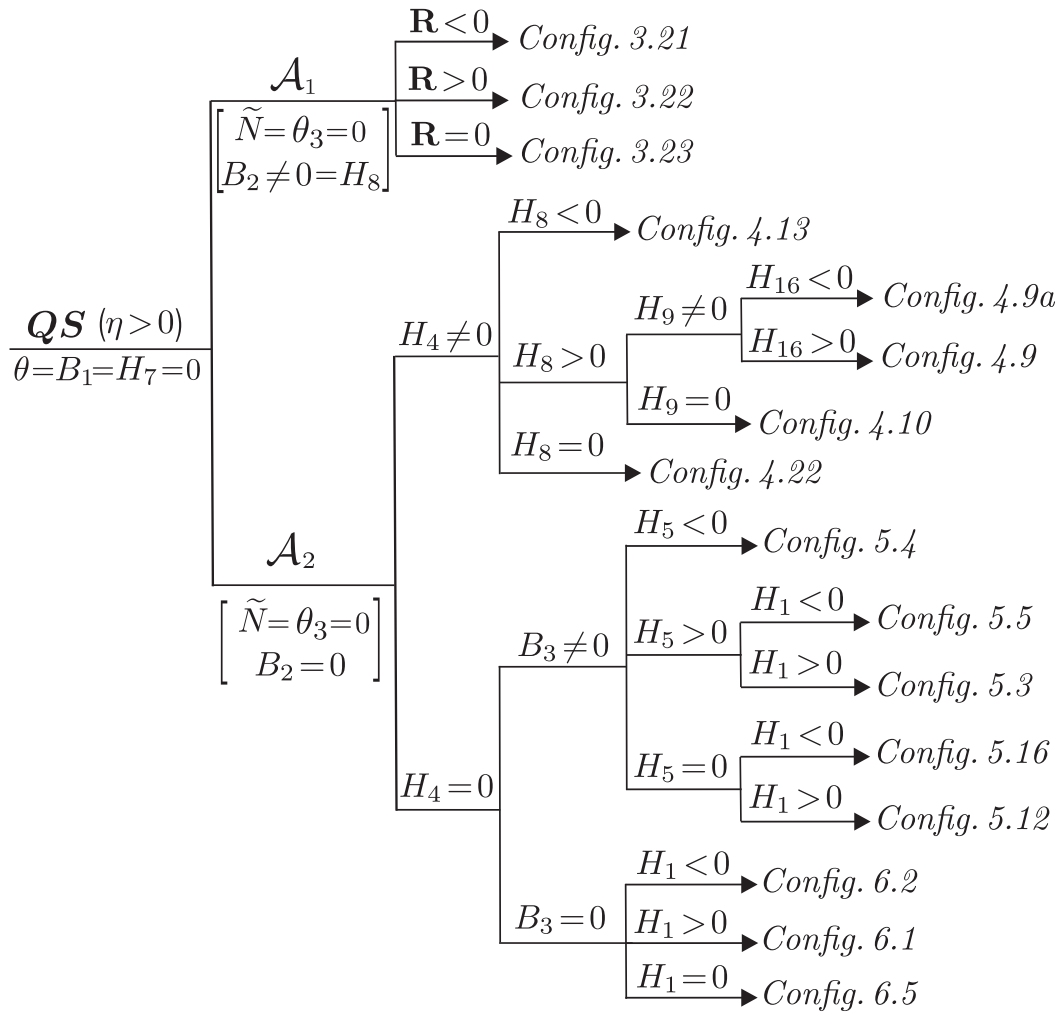 R<0
Config. 3.21
𝒜₁
R>0
Config. 3.22
Ñ=θ₃=0
R=0
Config. 3.23
B₂≠0=H₈
H₈<0
Config. 4.13
H₁₆<0
Config. 4.9a
H₉≠0
QS (η>0)
H₄≠0
H₈>0
H₁₆>0
Config. 4.9
θ=B₁=H₇=0
H₉=0
Config. 4.10
H₈=0
Config. 4.22
H₅<0
Config. 5.4
𝒜₂
H₁<0
Config. 5.5
Ñ=θ₃=0
B₃≠0
H₅>0
B₂=0
H₁>0
Config. 5.3
H₁<0
Config. 5.16
H₄=0
H₅=0
H₁>0
Config. 5.12
H₁<0
Config. 6.2
B₃=0
H₁>0
Config. 6.1
H₁=0
Config. 6.5